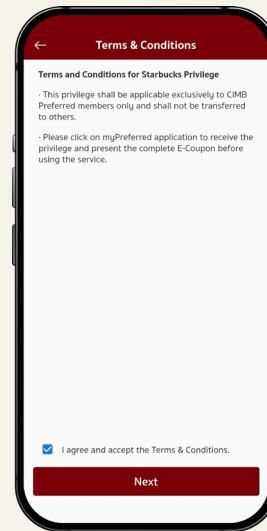 Terms & Conditions
Terms and Conditions for Starbucks Privilege
· This privilege shall be applicable exclusively to CIMB
Preferred members only and shall not be transferred
to others.
· Please click on myPreferred application to receive the
privilege and present the complete E-Coupon before
using the service.
I agree and accept the Terms & Conditions.
Next